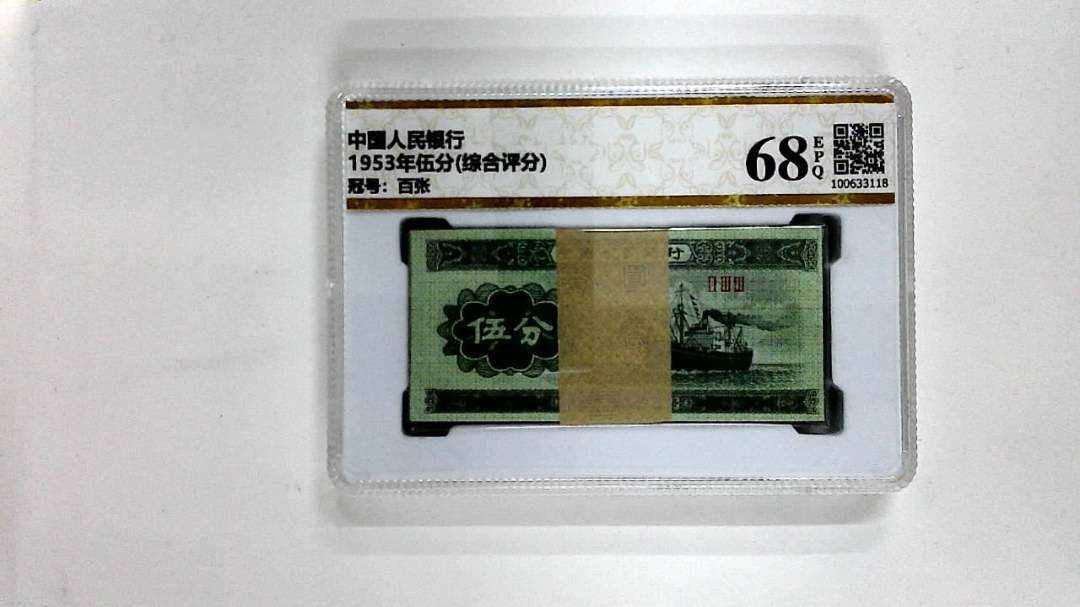 中国人民银行
1953年伍分(综合评分)
冠号：百张
68
EPQ
100633118
行
伍分